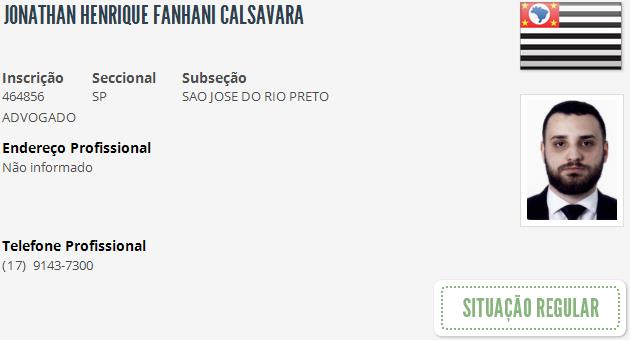 JONATHAN HENRIQUE FANHANI CALSAVARA
Inscrição Seccional Subseção
464856 SP SAO JOSE DO RIO PRETO
ADVOGADO
Endereço Profissional
Não informado
Telefone Profissional
(17) 9143-7300
SITUAÇÃO REGULAR